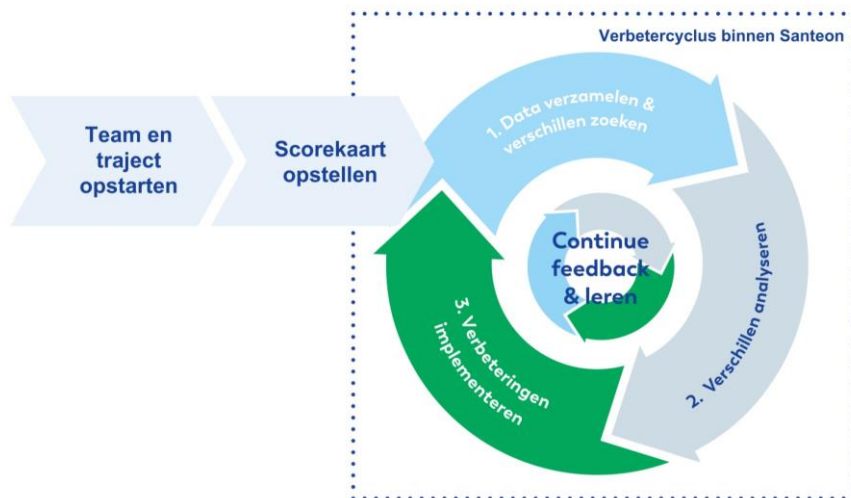 Verbetercyclus binnen Santeon
Team en
traject
opstarten
Scorekaart
opstellen
1. Data verzamelen &
verschillen zoeken
2. Verschillen analyseren
3. Verbeteringen
implementeren
Continue
feedback
& leren